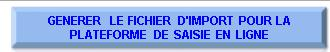 GENERER LE FICHIER D'IMPORT POUR LA
PLATEFORME DE SAISIE EN LIGNE